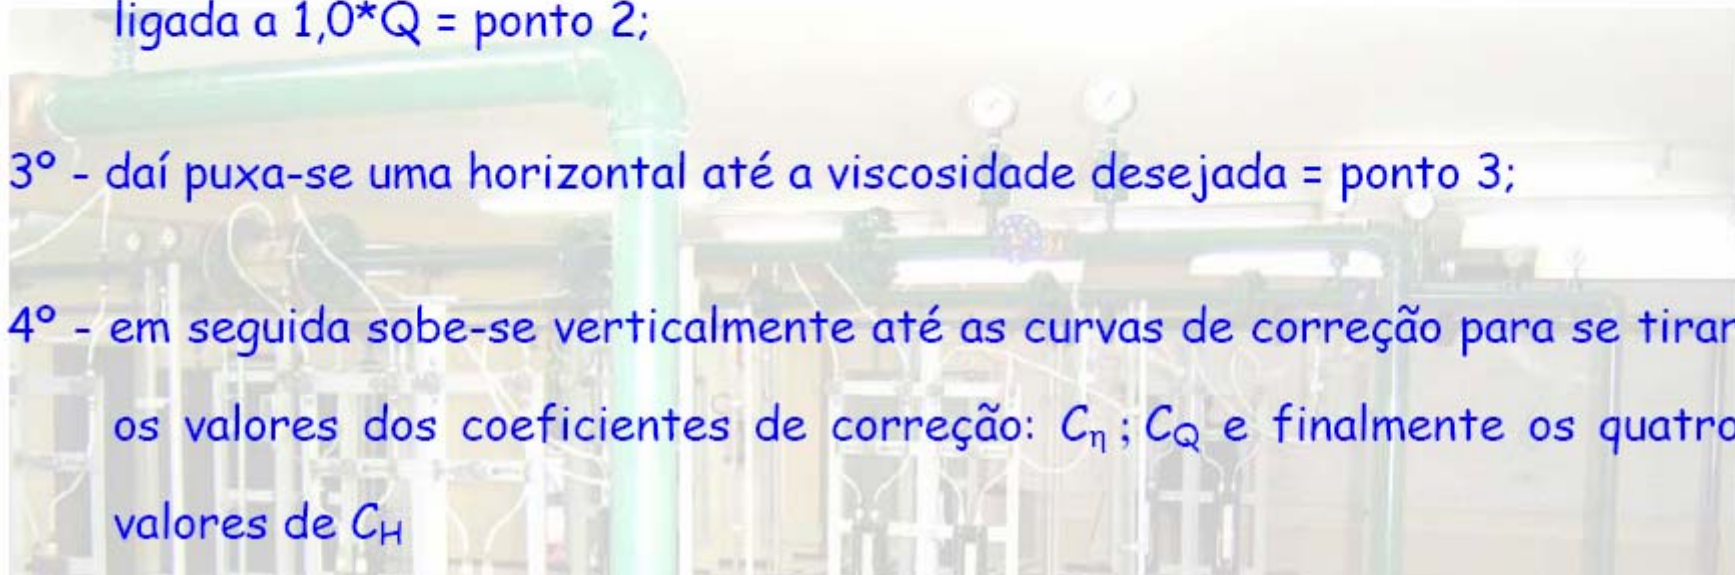 ligada a 1,0*Q = ponto 2;
3º - daí puxa-se uma horizontal até a viscosidade desejada = ponto 3;
4º - em seguida sobe-se verticalmente até as curvas de correção para se tirar
os valores dos coeficientes de correção: Cη ; CQ e finalmente os quatro
valores de CH